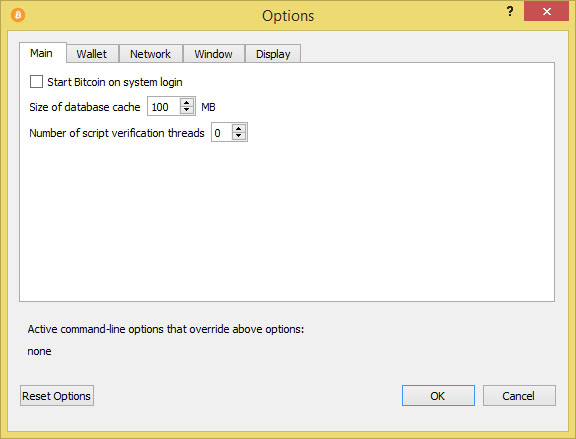 Options
?
Main Wallet Network Window Display
Start Bitcoin on system login
Size of database cache 100 MB
Number of script verification threads 0
Active command-line options that override above options:
none
Reset Options OK Cancel